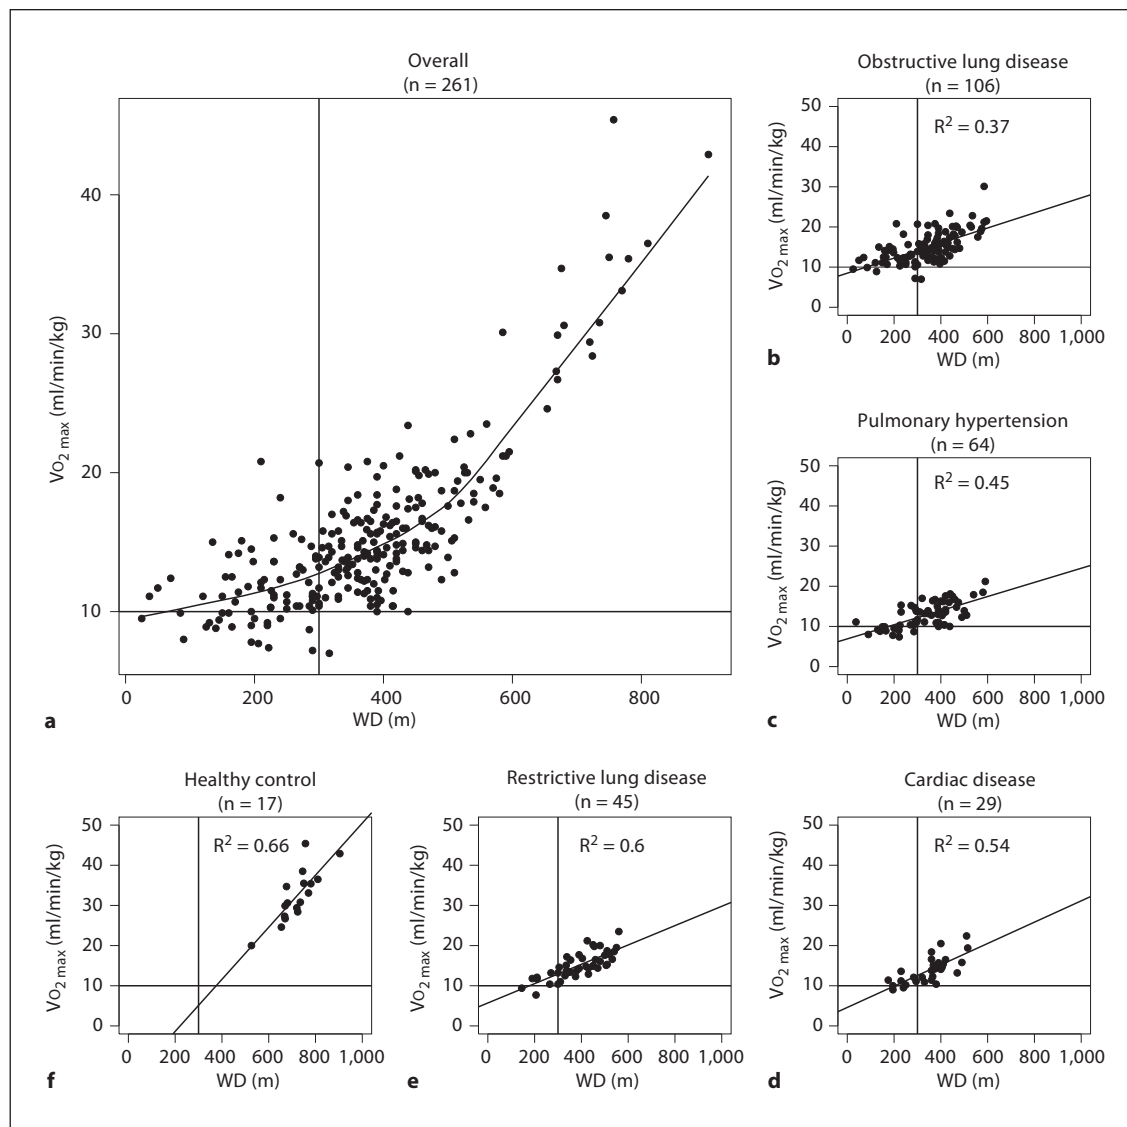 Overall
(n = 261)
40
30
20
10
VO2 max (ml/min/kg)
0 200 400 600 800
WD (m)
a
Obstructive lung disease
(n = 106)
R2 = 0.37
50
40
30
20
10
0
VO2 max (ml/min/kg)
0 200 400 600 800 1,000
WD (m)
b
Pulmonary hypertension
(n = 64)
R2 = 0.45
50
40
30
20
10
0
VO2 max (ml/min/kg)
0 200 400 600 800 1,000
WD (m)
c
Healthy control
(n = 17)
R2 = 0.66
50
40
30
20
10
0
VO2 max (ml/min/kg)
0 200 400 600 800 1,000
WD (m)
f
Restrictive lung disease
(n = 45)
R2 = 0.6
50
40
30
20
10
0
VO2 max (ml/min/kg)
0 200 400 600 800 1,000
WD (m)
e
Cardiac disease
(n = 29)
R2 = 0.54
50
40
30
20
10
0
VO2 max (ml/min/kg)
0 200 400 600 800 1,000
WD (m)
d